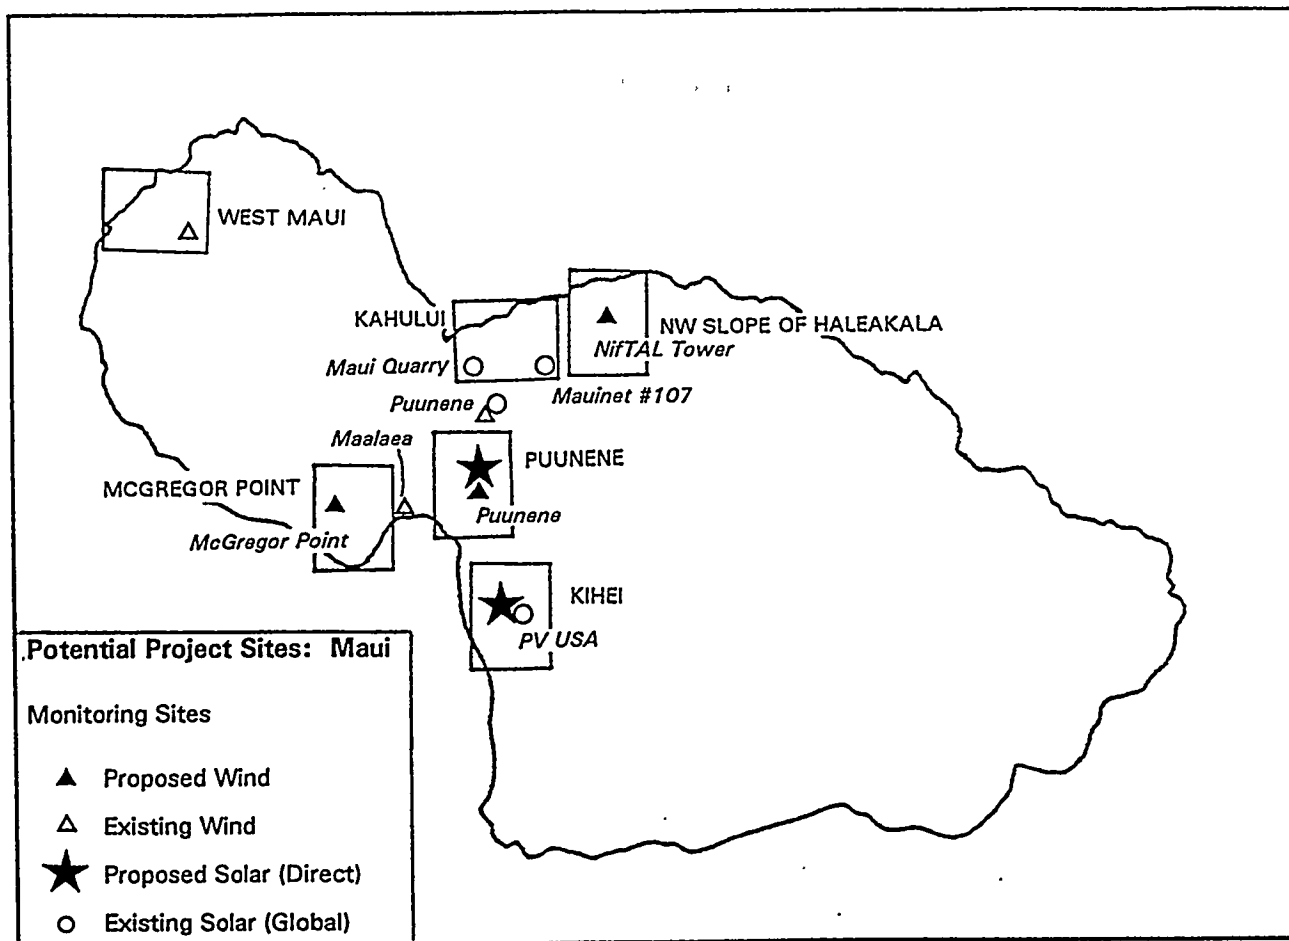 WEST MAUI
KAHULUI
NW SLOPE OF HALEAKALA
NifTAL Tower
Maui Quarry
Mauinet #107
Puunene
Maalaea
PUUNENE
MCGREGOR POINT
Puunene
McGregor Point
KIHEI
PV USA
Potential Project Sites: Maui
Monitoring Sites
Proposed Wind
Existing Wind
Proposed Solar (Direct)
Existing Solar (Global)